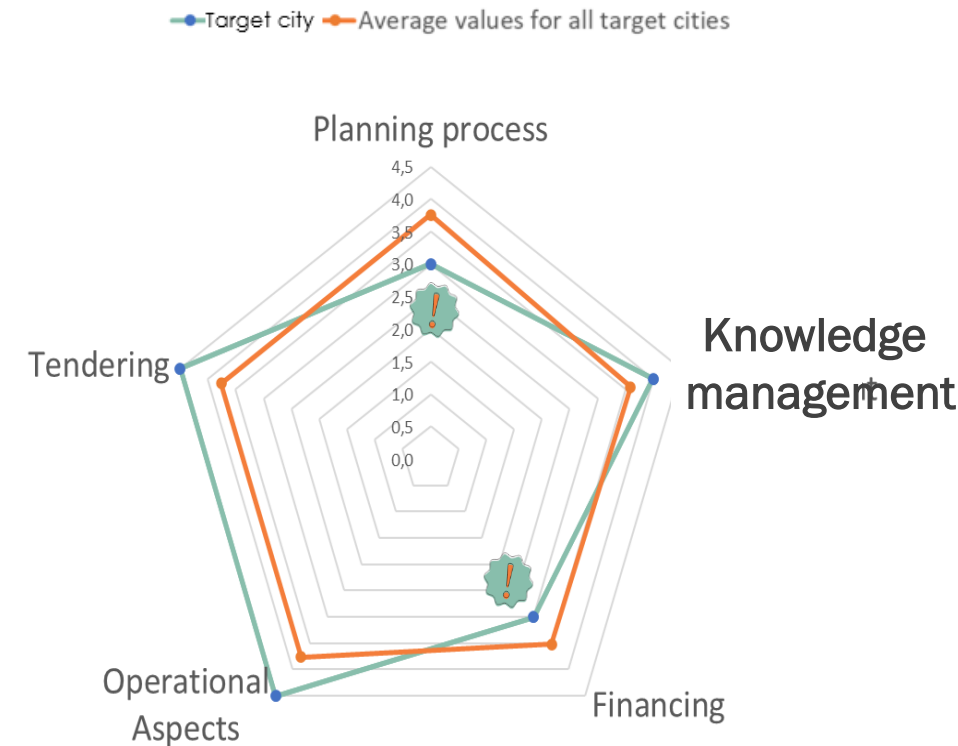 Target city Average values for all target cities
Planning process
4,5
4,0
3,5
3,0
2,5
2,0
1,5
1,0
0,5
0,0
Knowledge
management
Tendering
Operational
Aspects
Financing